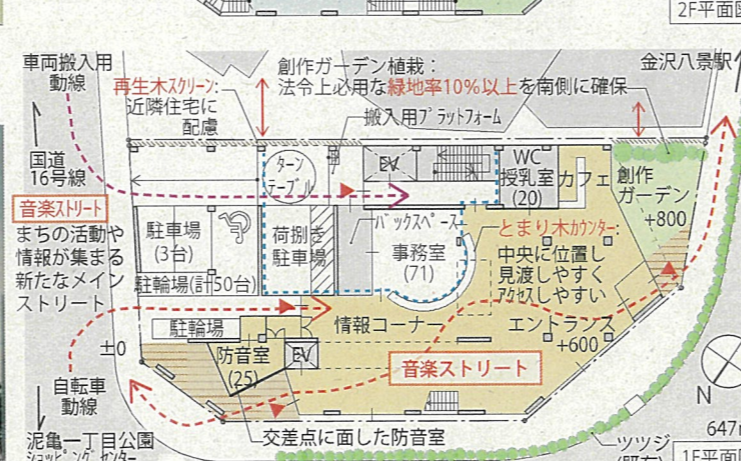 2F平面図
車両搬入用
動線
再生木スクリーン:
近隣住宅に
配慮
創作ガーデン植栽:
法令上必用な緑地率10%以上を南側に確保
金沢八景駅
搬入用プラットフォーム
国道
16号線
ターン
テーブル
EV
WC
授乳室
(20)
カフェ
創作
ガーデン
+800
音楽ストリート
まちの活動や
情報が集まる
新たなメイン
ストリート
駐車場
(3台)
荷捌き
駐車場
バックスペース
事務室
(71)
とまり木カウンター:
中央に位置し
見渡しやすく
アクセスしやすい
駐輪場(計50台)
駐輪場
情報コーナー
エントランス
+600
±0
防音室
(25)
EV
音楽ストリート
自転車
動線
N
泥亀一丁目公園
ショッピングセンター
交差点に面した防音室
ツツジ
647
1F平面図